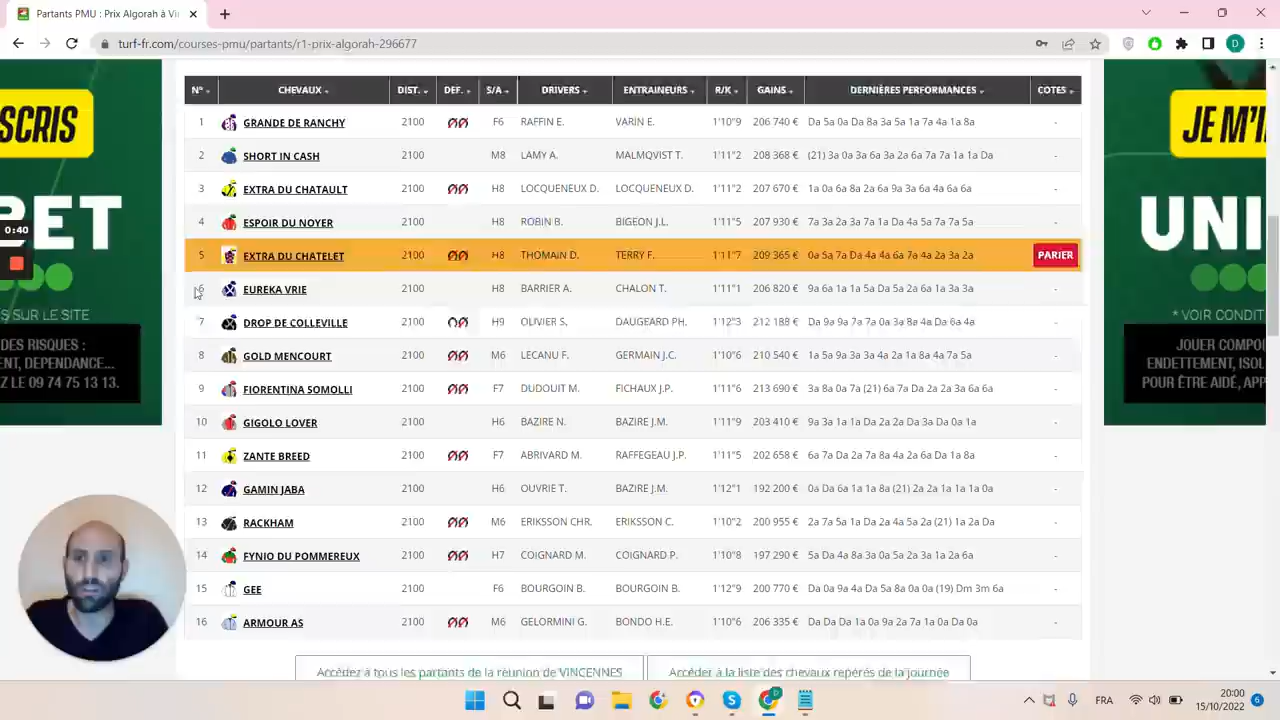 Partants PMU : Prix Algorah à Vi
turf-fr.com/courses-pmu/partants/r1-prix-algorah-296677
D
N° CHEVAUX DIST. DEF. S/A DRIVERS ENTRAINEURS R/K GAINS DERNIÈRES PERFORMANCES COTES
1 GRANDE DE RANCHY 2100 F6 RAFFIN E. VARIN E. 1'10"9 206 740 € Da 5a 0a Da 8a 3a 5a 1a 7a 4a 1a 8a -
2 SHORT IN CASH 2100 M8 LAMY A. MALMQVIST T. 1'11"2 208 368 € (21) 3a 0a 3a 6a 3a 2a 6a 7a 7a 1a 1a Da -
3 EXTRA DU CHATAULT 2100 H8 LOCQUENEUX D. LOCQUENEUX D. 1'11"2 207 670 € 1a 0a 6a 8a 2a 6a 9a 3a 6a 4a 6a 6a -
4 ESPOIR DU NOYER 2100 H8 ROBIN B. BIGEON J.L. 1'11"5 207 930 € 7a 3a 2a 3a 7a 1a Da 4a 5a 7a 7a 5a -
5 EXTRA DU CHATELET 2100 H8 THOMAIN D. TERRY F. 1'11"7 209 365 € 0a 5a 7a Da 4a 4a 6a 7a 4a 2a 3a 2a PARIER
6 EUREKA VRIE 2100 H8 BARRIER A. CHALON T. 1'11"1 206 820 € 9a 6a 1a 1a 5a Da 5a 2a 6a 1a 3a 3a -
7 DROP DE COLLEVILLE 2100 H9 OLIVIER S. DAUGEARD PH. 1'12"3 212 188 € Da 9a 9a 7a 7a 0a 3a 8a 4a Da 6a 4a -
8 GOLD MENCOURT 2100 M6 LECANU F. GERMAIN J.C. 1'10"6 210 540 € 1a 5a 9a 3a 3a 4a 2a 1a 8a 4a 7a 5a -
9 FIORENTINA SOMOLLI 2100 F7 DUDOUIT M. FICHAUX J.P. 1'11"6 213 690 € 3a 8a 0a 7a (21) 6a 7a Da 2a 2a 3a 6a 6a -
10 GIGOLO LOVER 2100 H6 BAZIRE N. BAZIRE J.M. 1'11"9 203 410 € 9a 3a 1a 1a Da 2a 2a Da 3a Da 0a 1a -
11 ZANTE BREED 2100 F7 ABRIVARD M. RAFFEGEAU J.P. 1'11"5 202 658 € 6a 7a Da 2a 7a 8a 4a 2a 6a Da 1a 8a -
12 GAMIN JABA 2100 H6 OUVRIE T. BAZIRE J.M. 1'12"1 192 200 € 0a Da 6a 1a 1a 8a (21) 2a 2a 1a 1a 1a 0a -
13 RACKHAM 2100 M6 ERIKSSON CHR. ERIKSSON C. 1'10"2 200 955 € 2a 7a 5a 1a Da 2a 4a 5a 2a (21) 1a 2a Da -
14 FYNIO DU POMMEREUX 2100 H7 COIGNARD M. COIGNARD P. 1'10"8 197 290 € 5a Da 4a 8a 3a 0a 5a 2a 3a 1a 2a 6a -
15 GEE 2100 F6 BOURGOIN B. BOURGOIN B. 1'12"9 200 770 € Da 0a 9a 4a Da 5a 8a 0a 0a (19) Dm 3m 6a -
16 ARMOUR AS 2100 M6 GELORMINI G. BONDO H.E. 1'10"6 206 335 € Da Da Da 1a 0a 9a 2a 7a 1a 0a Da 0a -
Accédez à tous les partants de la réunion de VINCENNES Accédez à la liste des chevaux repérés de la journée
SCRIS
BET
0:40
S SUR LE SITE
DES RISQUES :
ENT, DEPENDANCE...
Z LE 09 74 75 13 13.
JE M'I
UNI
* VOIR CONDIT
JOUER COMPO
ENDETTEMENT, ISOL
POUR ÊTRE AIDÉ, APP
FRA
20:00
15/10/2022
6